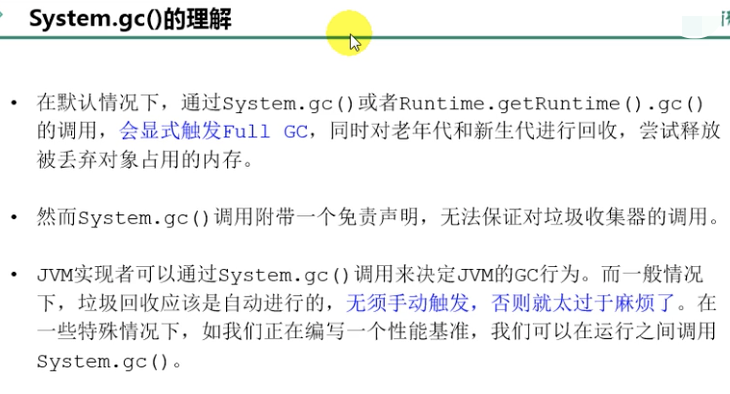 System.gc()的理解
• 在默认情况下，通过System.gc()或者Runtime.getRuntime().gc()
的调用，会显式触发Full GC，同时对老年代和新生代进行回收，尝试释放
被丢弃对象占用的内存。
• 然而System.gc()调用附带一个免责声明，无法保证对垃圾收集器的调用。
• JVM实现者可以通过System.gc()调用来决定JVM的GC行为。而一般情况
下，垃圾回收应该是自动进行的，无须手动触发，否则就太过于麻烦了。在
一些特殊情况下，如我们正在编写一个性能基准，我们可以在运行之间调用
System.gc()。